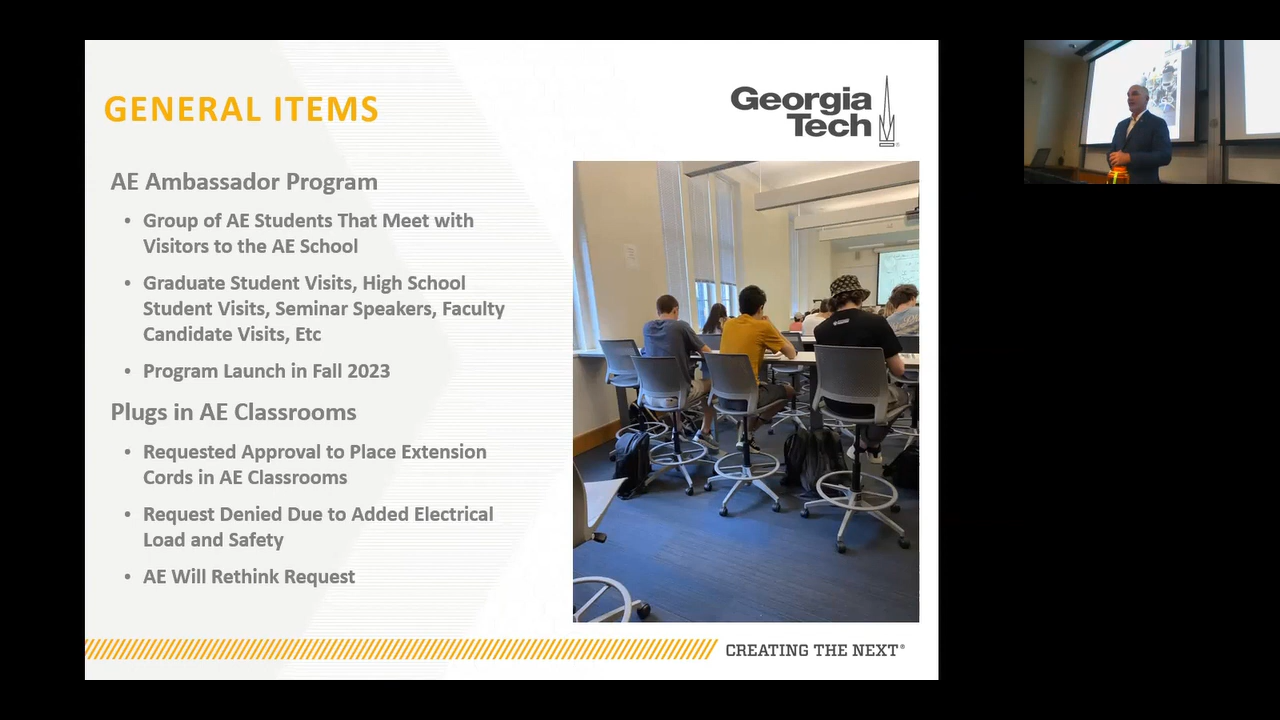 GENERAL ITEMS
Georgia
Tech
AE Ambassador Program
• Group of AE Students That Meet with
Visitors to the AE School
• Graduate Student Visits, High School
Student Visits, Seminar Speakers, Faculty
Candidate Visits, Etc
• Program Launch in Fall 2023
Plugs in AE Classrooms
• Requested Approval to Place Extension
Cords in AE Classrooms
• Request Denied Due to Added Electrical
Load and Safety
• AE Will Rethink Request
CREATING THE NEXT®